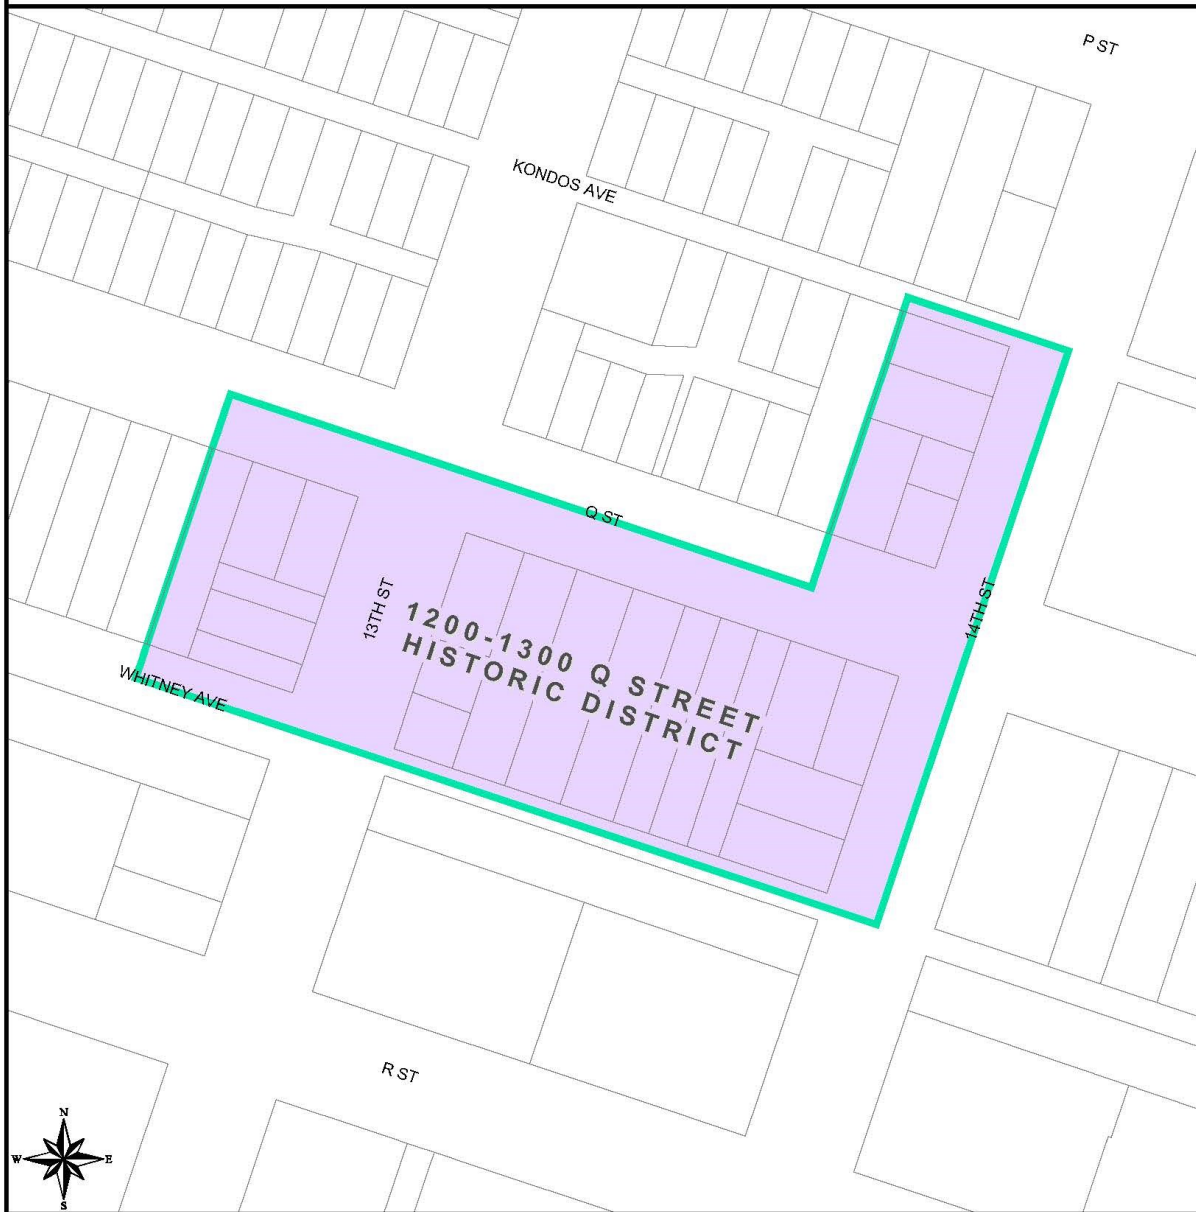 P ST
KONDOS AVE
Q ST
13TH ST
14TH ST
1200-1300 Q STREET
HISTORIC DISTRICT
WHITNEY AVE
R ST
N
W E
S